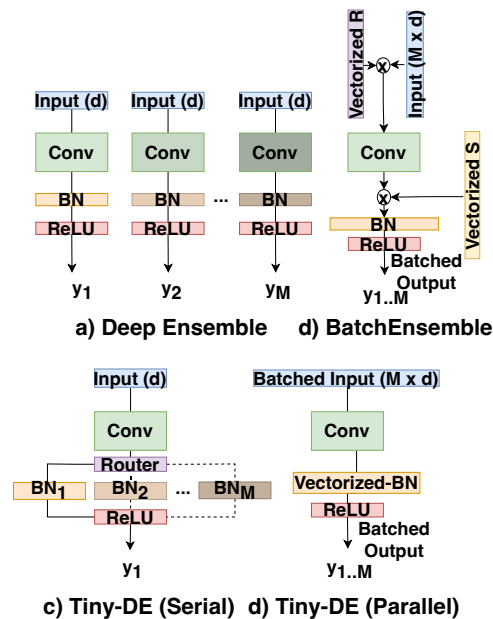 Input (d)
Input (d)
Input (d)
Conv
Conv
Conv
BN
BN
...
BN
ReLU
ReLU
ReLU
y1
y2
yM
a) Deep Ensemble
Vectorized R
x
Input (M x d)
Conv
x
Vectorized S
BN
ReLU
Batched
Output
y1..M
d) BatchEnsemble
Input (d)
Conv
Router
BN1
BN2
...
BNM
ReLU
y1
c) Tiny-DE (Serial)
Batched Input (M x d)
Conv
Vectorized-BN
ReLU
Batched
Output
y1..M
d) Tiny-DE (Parallel)